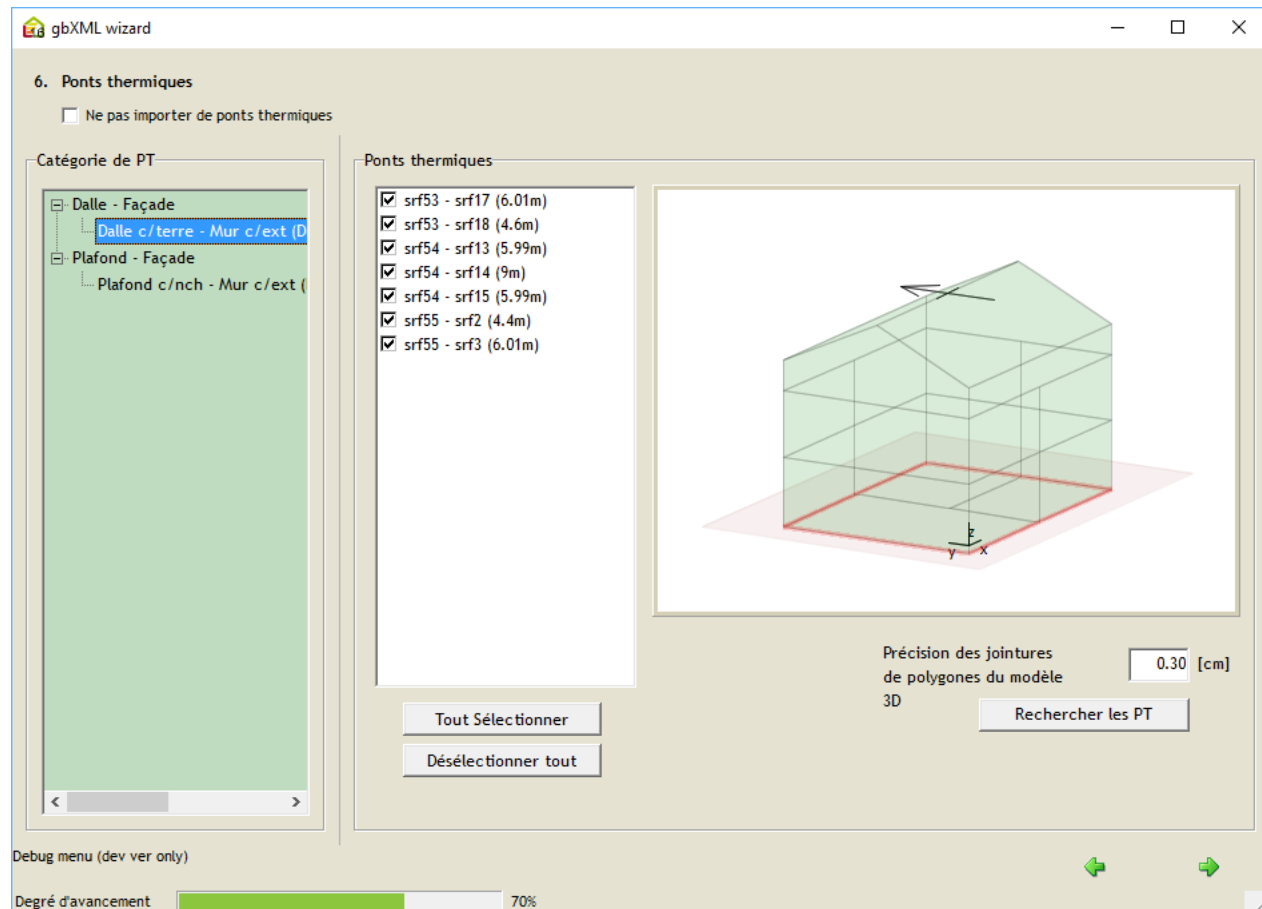 gbXML wizard
6. Ponts thermiques
Ne pas importer de ponts thermiques
Catégorie de PT
Dalle - Façade
Dalle c/terre - Mur c/ext (D
Plafond - Façade
Plafond c/nch - Mur c/ext (
Ponts thermiques
srf53 - srf17 (6.01m)
srf53 - srf18 (4.6m)
srf54 - srf13 (5.99m)
srf54 - srf14 (9m)
srf54 - srf15 (5.99m)
srf55 - srf2 (4.4m)
srf55 - srf3 (6.01m)
z
y x
Précision des jointures
de polygones du modèle
3D
0.30 [cm]
Rechercher les PT
Tout Sélectionner
Désélectionner tout
Debug menu (dev ver only)
Degré d'avancement 70%